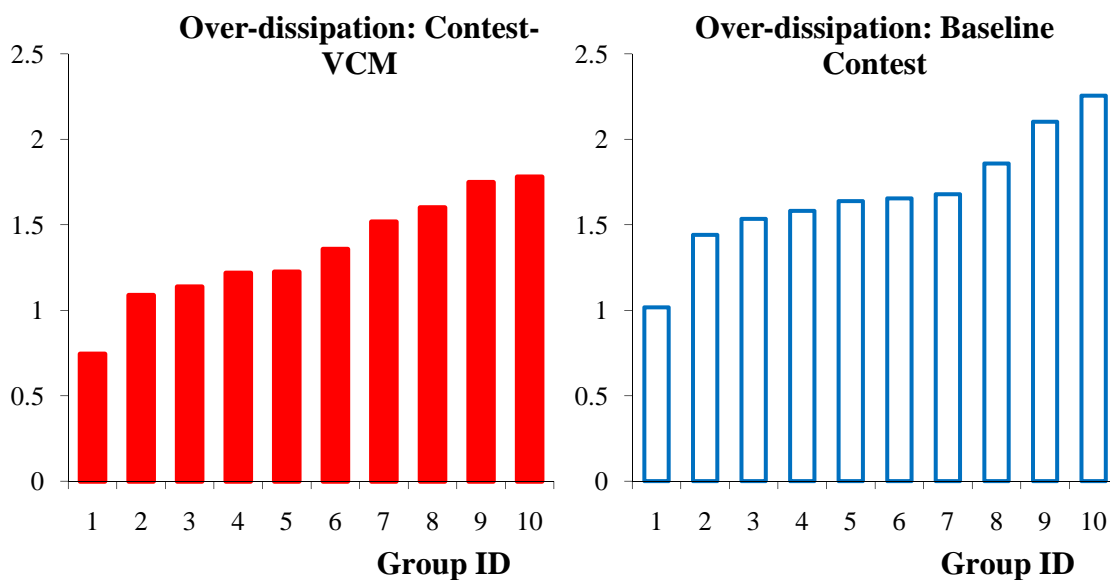 Over-dissipation: Contest-
VCM
2.5
2
1.5
1
0.5
0
1 2 3 4 5 6 7 8 9 10
Group ID
Over-dissipation: Baseline
Contest
2.5
2
1.5
1
0.5
0
1 2 3 4 5 6 7 8 9 10
Group ID